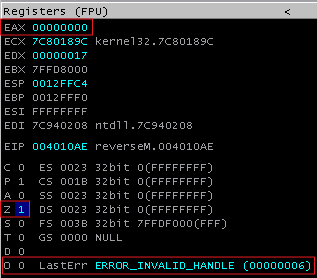 Registers (FPU) <
EAX 00000000
ECX 7C80189C kernel32.7C80189C
EDX 00000017
EBX 7FFD8000
ESP 0012FFC4
EBP 0012FFF0
ESI FFFFFFFF
EDI 7C940208 ntdll.7C940208
EIP 004010AE reverseM.004010AE
C 0 ES 0023 32bit 0(FFFFFFFF)
P 1 CS 001B 32bit 0(FFFFFFFF)
A 0 SS 0023 32bit 0(FFFFFFFF)
Z 1 DS 0023 32bit 0(FFFFFFFF)
S 0 FS 003B 32bit 7FFDF000(FFF)
T 0 GS 0000 NULL
D 0
O 0 LastErr ERROR_INVALID_HANDLE (00000006)